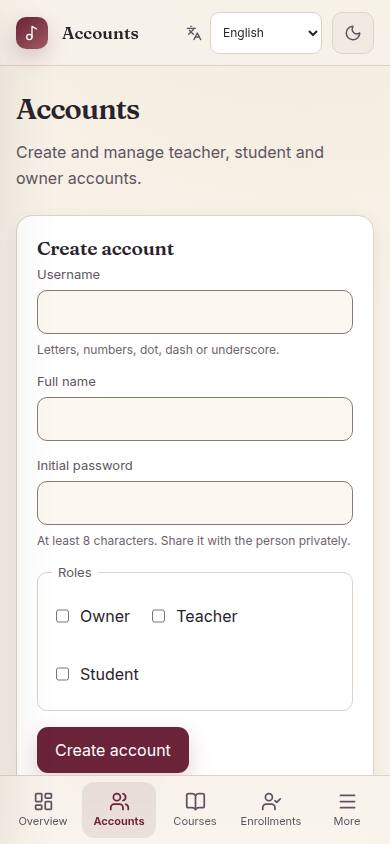 Accounts
English
Accounts
Create and manage teacher, student and
owner accounts.
Create account
Username
Letters, numbers, dot, dash or underscore.
Full name
Initial password
At least 8 characters. Share it with the person privately.
Roles
Owner
Teacher
Student
Create account
Overview
Accounts
Courses
Enrollments
More